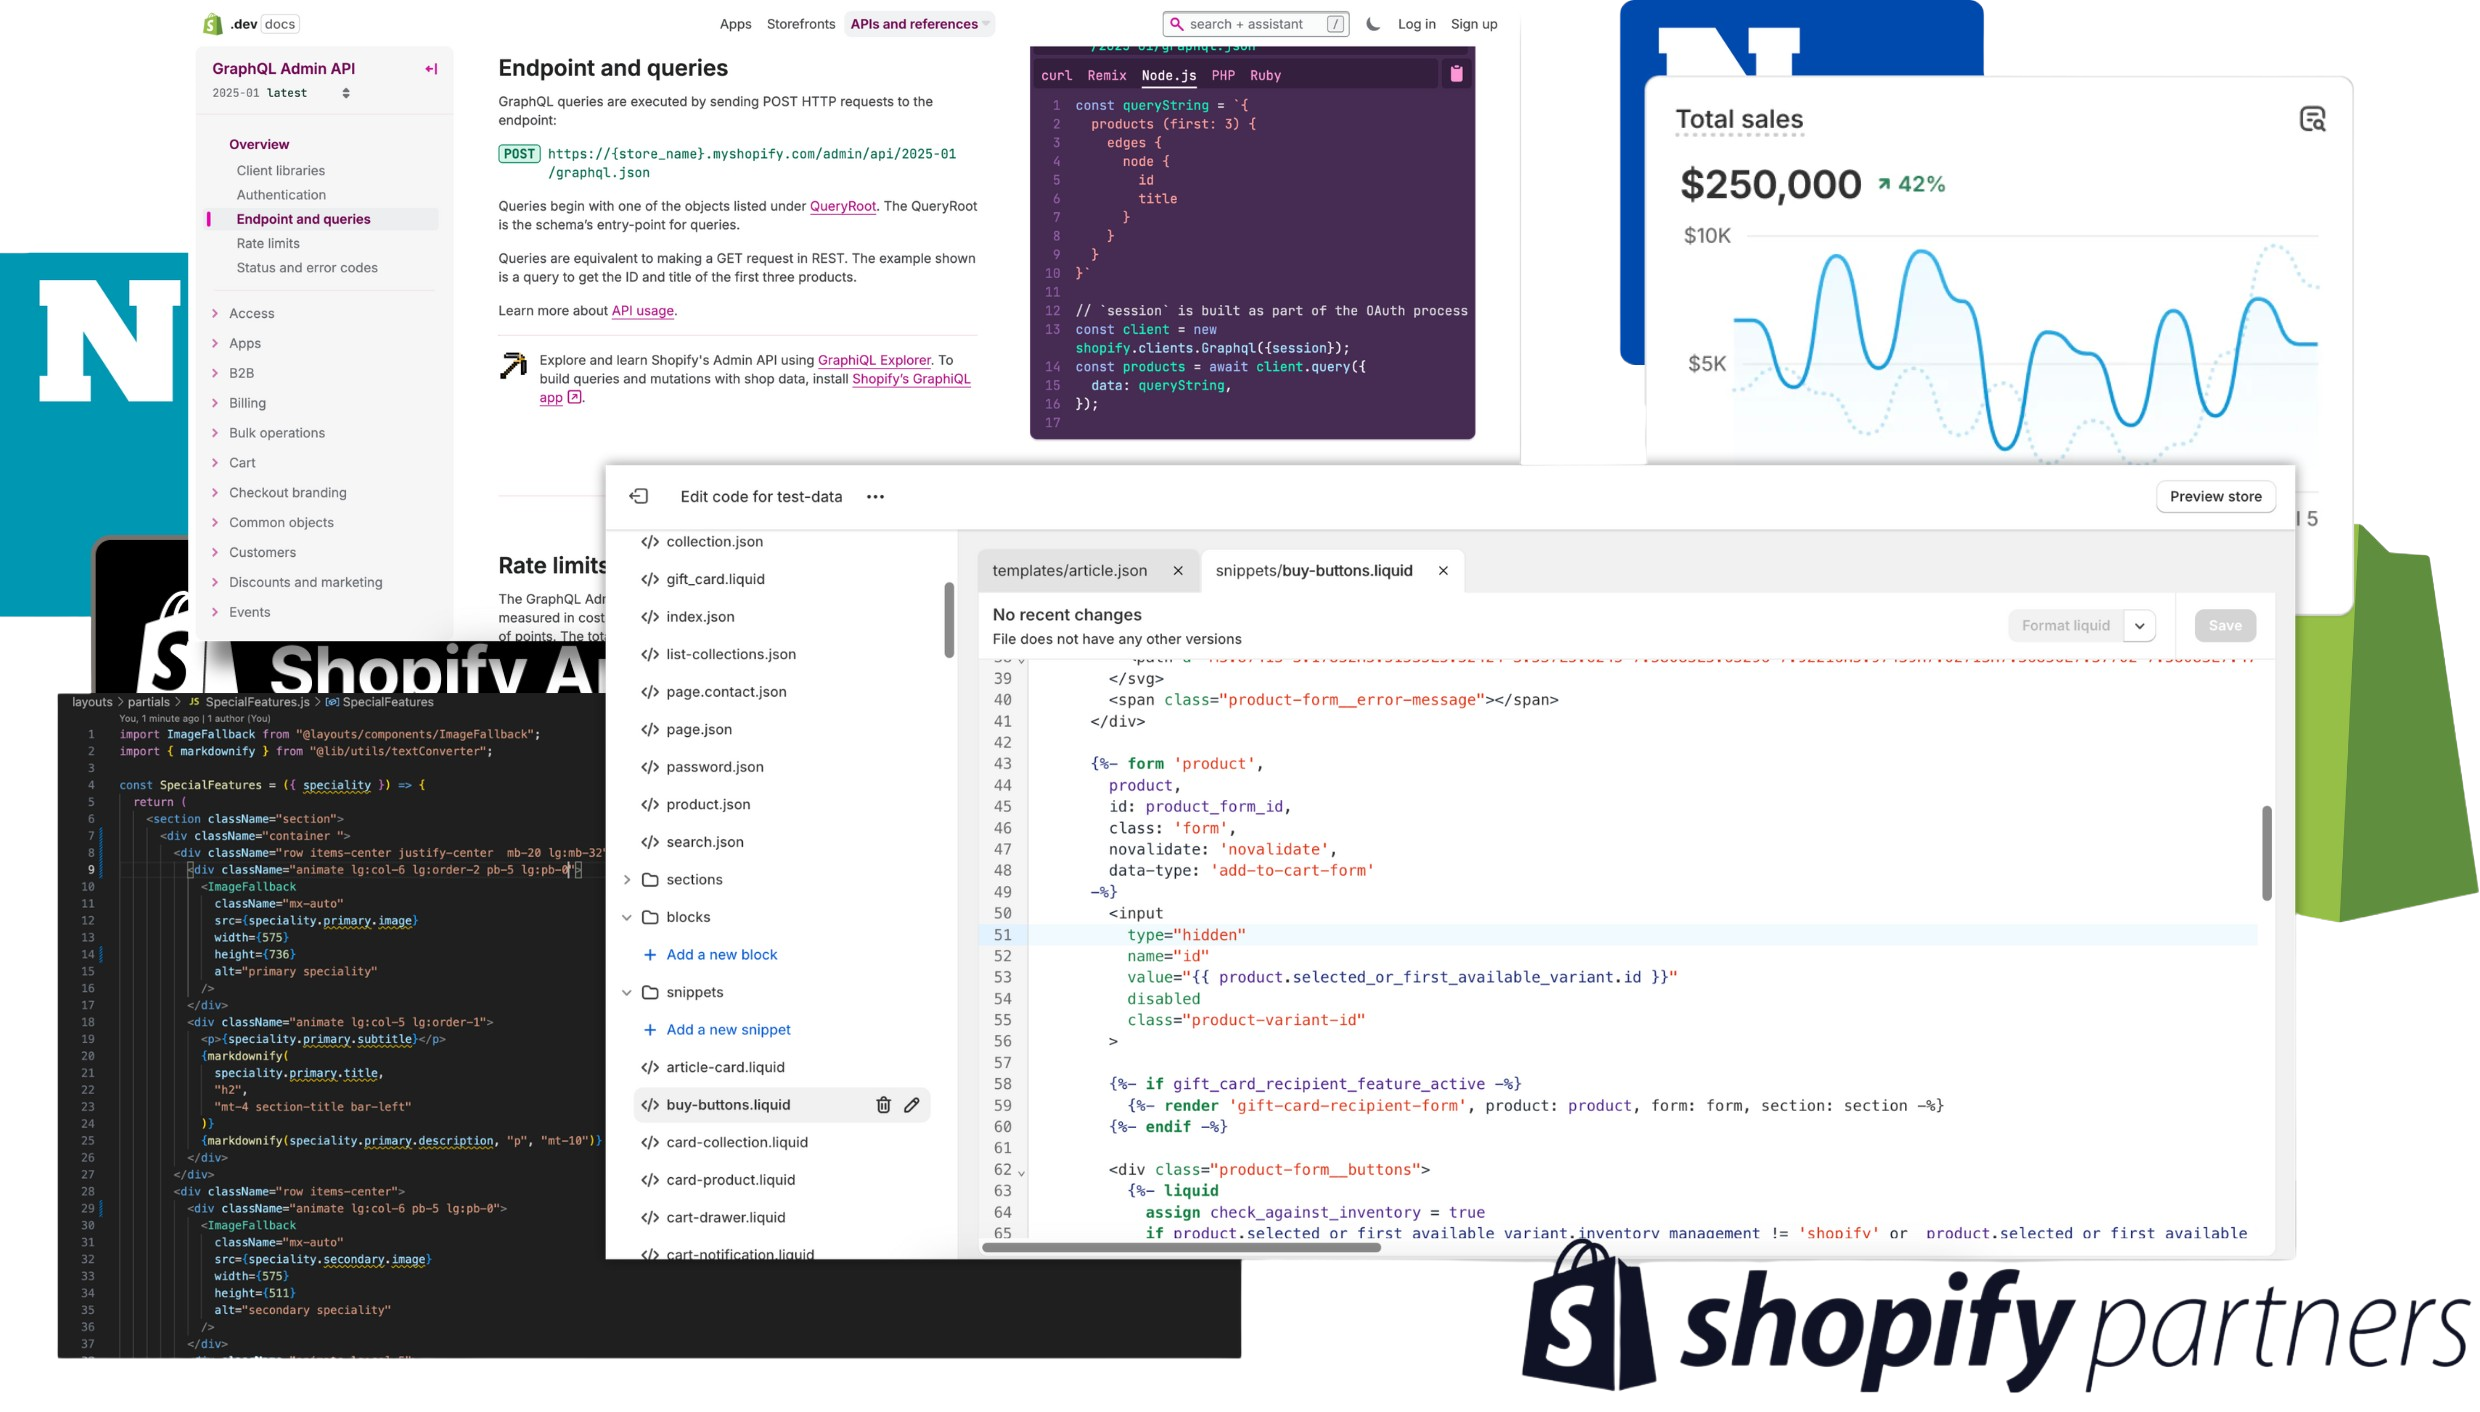 .dev docs
Apps Storefronts APIs and references
search + assistant /
Log in Sign up
GraphQL Admin API
2025-01 latest
Overview
Client libraries
Authentication
Endpoint and queries
Rate limits
Status and error codes
Access
Apps
B2B
Billing
Bulk operations
Cart
Checkout branding
Common objects
Customers
Discounts and marketing
Events
Endpoint and queries
GraphQL queries are executed by sending POST HTTP requests to the
endpoint:
POST https://{store_name}.myshopify.com/admin/api/2025-01
/graphql.json
Queries begin with one of the objects listed under QueryRoot. The QueryRoot
is the schema's entry-point for queries.
Queries are equivalent to making a GET request in REST. The example shown
is a query to get the ID and title of the first three products.
Learn more about API usage.
Explore and learn Shopify's Admin API using GraphiQL Explorer. To
build queries and mutations with shop data, install Shopify's GraphiQL
app.
Rate limits
The GraphQL
measured in cost
of points. The
/2025-01/graphql.json
curl Remix Node.js PHP Ruby
1 const queryString = `{
2 products (first: 3) {
3 edges {
4 node {
5 id
6 title
7 }
8 }
9 }
10 }`
11
12 // `session` is built as part of the OAuth process
13 const client = new
shopify.clients.Graphql({session});
14 const products = await client.query({
15 data: queryString,
16 });
17
N
N
Total sales
$250,000 42%
$10K
$5K
5
Shopify
layouts > partials > JS SpecialFeatures.js > SpecialFeatures
You, 1 minute ago | 1 author (You)
1 import ImageFallback from "@layouts/components/ImageFallback";
2 import { markdownify } from "@lib/utils/textConverter";
3
4 const SpecialFeatures = ({ speciality }) => {
5 return (
6 <section className="section">
7 <div className="container ">
8 <div className="row items-center justify-center mb-20 lg:mb-32"
9 <div className="animate lg:col-6 lg:order-2 pb-5 lg:pb-0">
10 <ImageFallback
11 className="mx-auto"
12 src={speciality.primary.image}
13 width={575}
14 height={736}
15 alt="primary speciality"
16 />
17 </div>
18 <div className="animate lg:col-5 lg:order-1">
19 <p>{speciality.primary.subtitle}</p>
20 {markdownify(
21 speciality.primary.title,
22 "h2",
23 "mt-4 section-title bar-left"
24 )}
25 {markdownify(speciality.primary.description, "p", "mt-10")}
26 </div>
27 </div>
28 <div className="row items-center">
29 <div className="animate lg:col-6 pb-5 lg:pb-0">
30 <ImageFallback
31 className="mx-auto"
32 src={speciality.secondary.image}
33 width={575}
34 height={511}
35 alt="secondary speciality"
36 />
37 </div>
Edit code for test-data ...
Preview store
collection.json
gift_card.liquid
index.json
list-collections.json
page.contact.json
page.json
password.json
product.json
search.json
sections
blocks
+ Add a new block
snippets
+ Add a new snippet
article-card.liquid
buy-buttons.liquid
card-collection.liquid
card-product.liquid
cart-drawer.liquid
cart-notification.liquid
templates/article.json × snippets/buy-buttons.liquid ×
No recent changes
File does not have any other versions
Format liquid Save
39 </svg>
40 <span class="product-form__error-message"></span>
41 </div>
42
43 {%- form 'product',
44 product,
45 id: product_form_id,
46 class: 'form',
47 novalidate: 'novalidate',
48 data-type: 'add-to-cart-form'
49 -%}
50 <input
51 type="hidden"
52 name="id"
53 value="{{ product.selected_or_first_available_variant.id }}"
54 disabled
55 class="product-variant-id"
56 >
57
58 {%- if gift_card_recipient_feature_active -%}
59 {%- render 'gift-card-recipient-form', product: product, form: form, section: section -%}
60 {%- endif -%}
61
62 <div class="product-form__buttons">
63 {%- liquid
64 assign check_against_inventory = true
65 if product.selected_or_first_available_variant.inventory_management != 'shopify' or product.selected_or_first_available
shopify partners